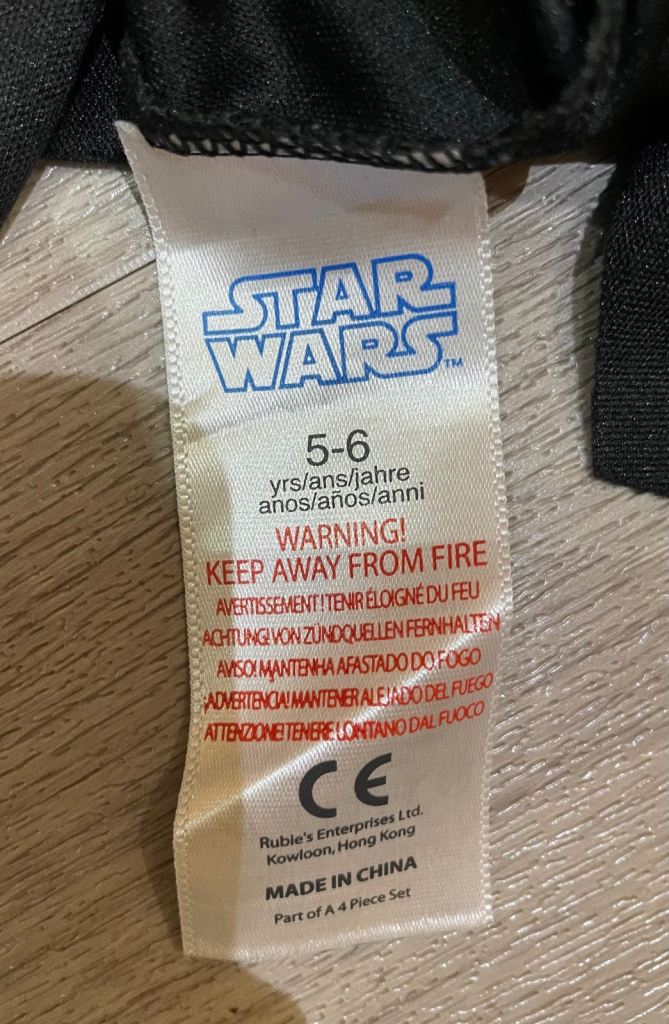 STAR
WARS™
5-6
yrs/ans/jahre
anos/años/anni
WARNING!
KEEP AWAY FROM FIRE
AVERTISSEMENT! TENIR ÉLOIGNÉ DU FEU
ACHTUNG! VON ZÜNDQUELLEN FERNHALTEN
AVISO! MANTENHA AFASTADO DO FOGO
¡ADVERTENCIA! MANTENER ALEJADO DEL FUEGO
ATTENZIONE! TENERE LONTANO DAL FUOCO
CE
Rubie's Enterprises Ltd.
Kowloon, Hong Kong
MADE IN CHINA
Part of A 4 Piece Set